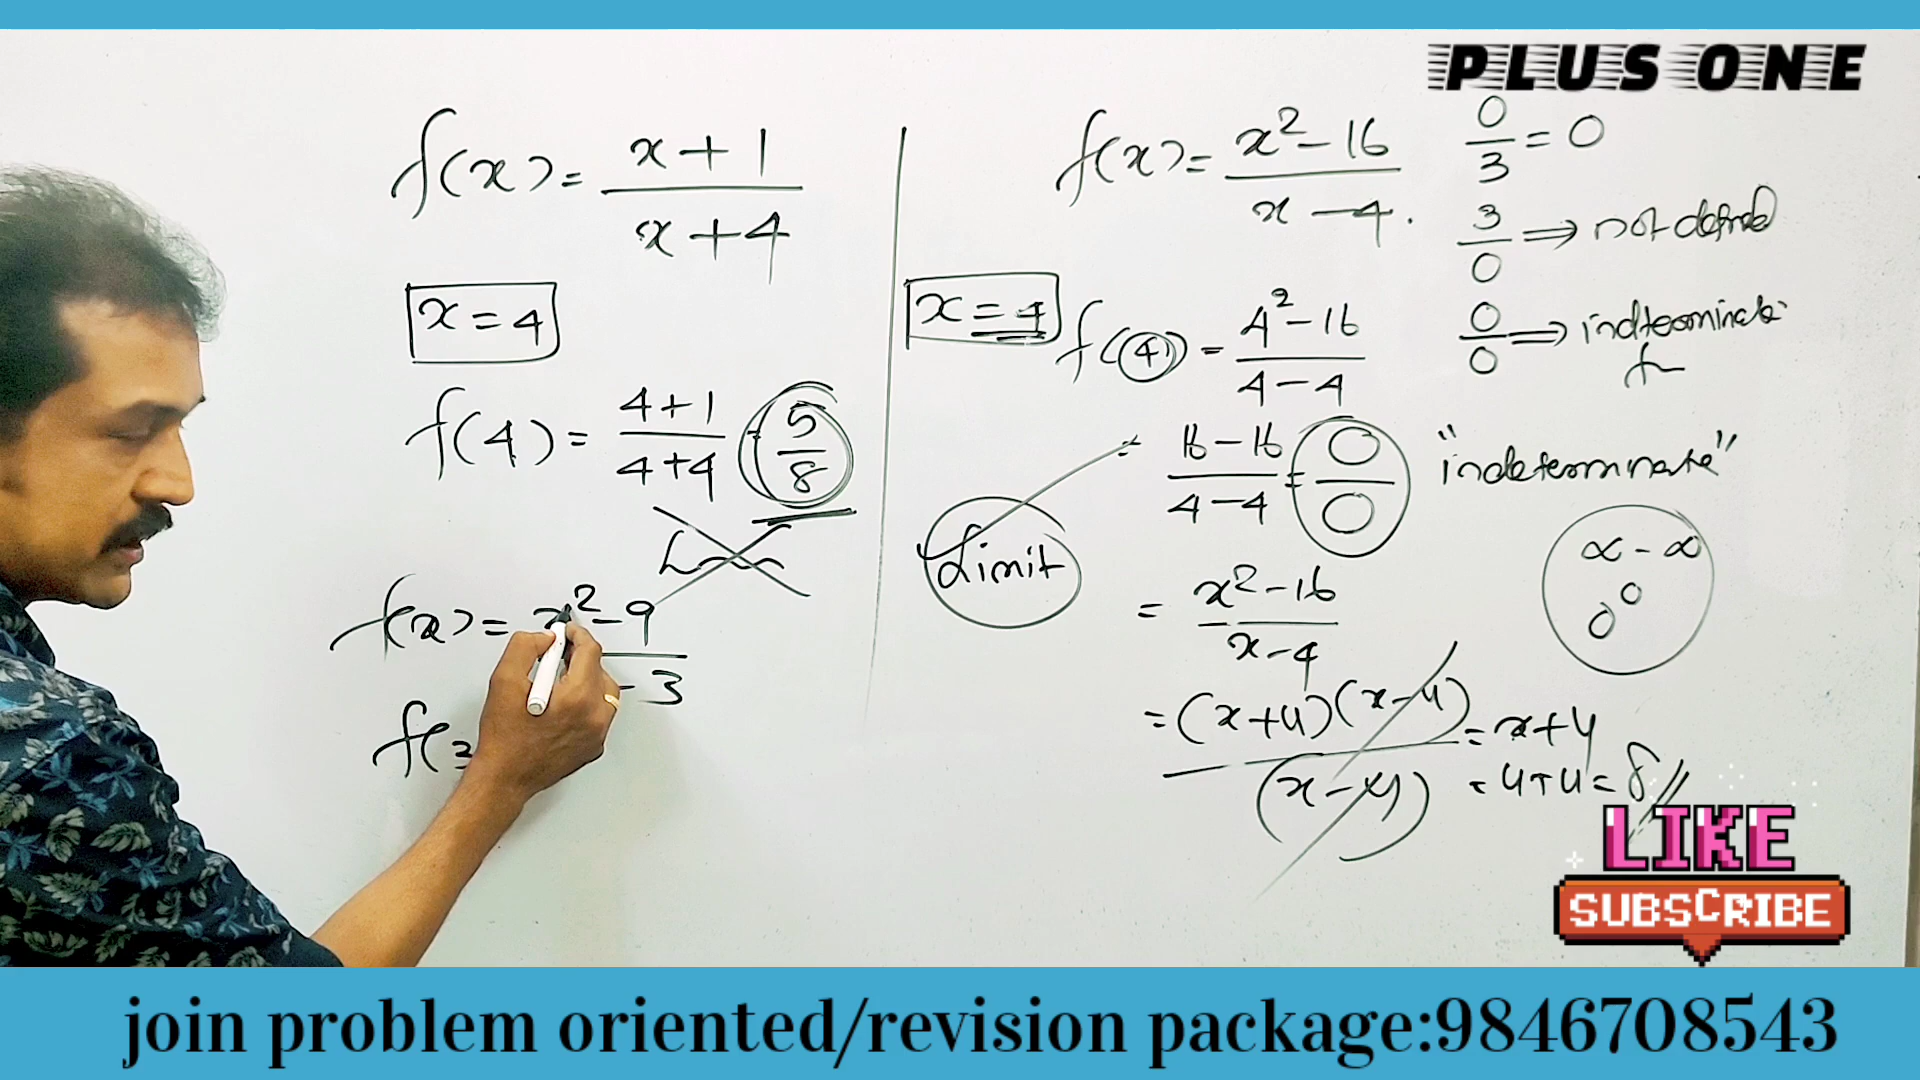 PLUS ONE
f(x) = x + 1
x + 4
x = 4
f(4) = 4 + 1 = 5
4 + 4 8
f(x) = x² - 9
- 3
f(3
f(x) = x² - 16
x - 4.
x = 4
f(4) = 4² - 16
4 - 4
= 16 - 16 = 0
4 - 4 0
Limit
= x² - 16
x - 4
= (x+4)(x-4) = x+4
(x-4) = 4+4 = 8
0/3 = 0
3/0 ⇒ not defined
0/0 ⇒
"indeterminate"
∝ - ∝
0⁰
LIKE
SUBSCRIBE
join problem oriented/revision package:9846708543